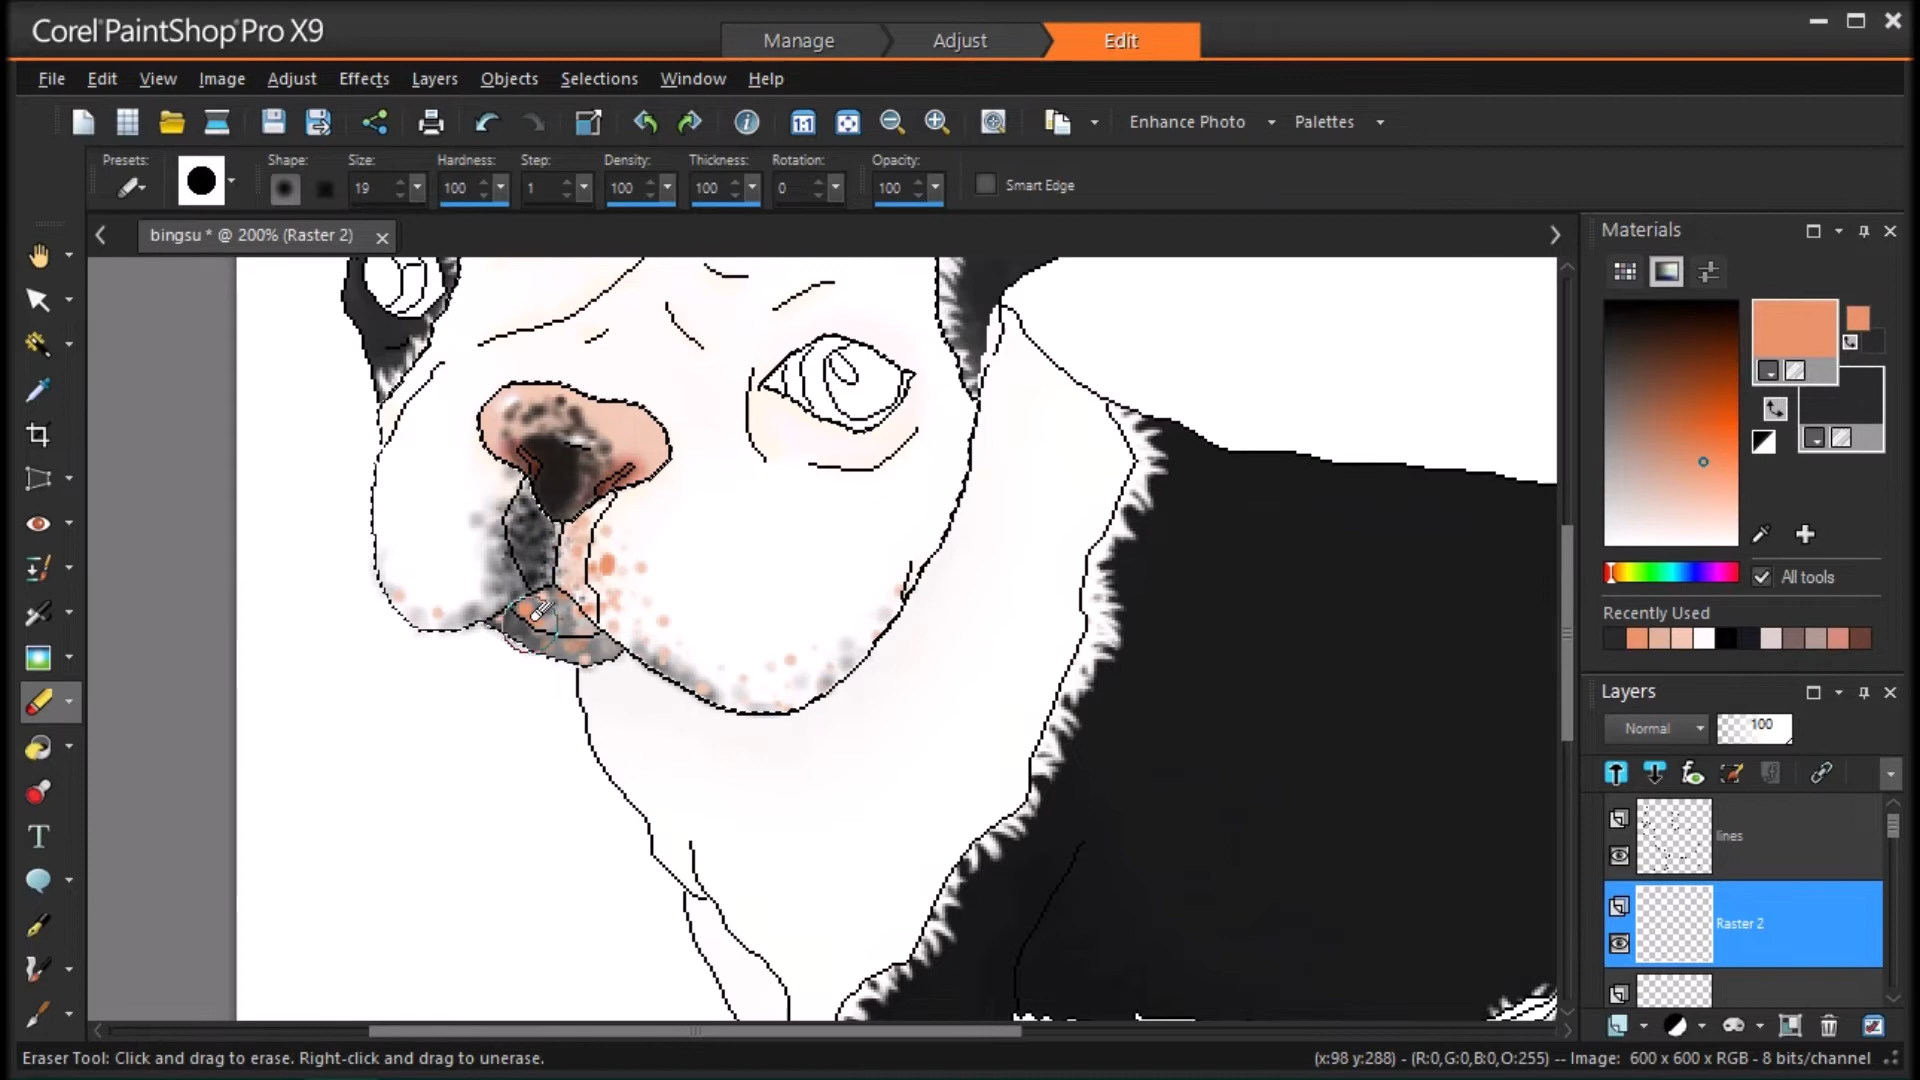 Corel PaintShop Pro X9
Manage Adjust Edit
File Edit View Image Adjust Effects Layers Objects Selections Window Help
1:1 Enhance Photo Palettes
Presets: Shape: Size: Hardness: Step: Density: Thickness: Rotation: Opacity:
19 100 1 100 100 0 100 Smart Edge
bingsu * @ 200% (Raster 2)
Materials
All tools
Recently Used
Layers
Normal 100
lines
Raster 2
Eraser Tool: Click and drag to erase. Right-click and drag to unerase.
(x:98 y:288) -- (R:0,G:0,B:0,O:255) -- Image: 600 x 600 x RGB - 8 bits/channel